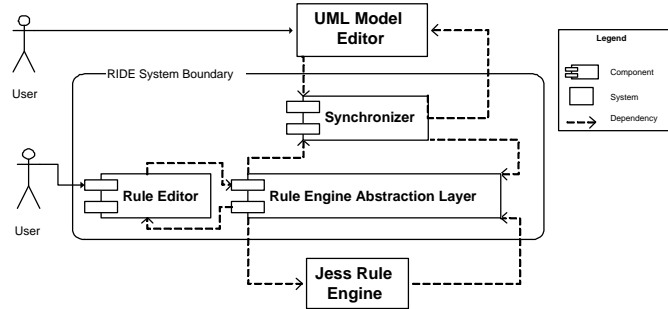 UML Model
Editor
Legend
Component
System
Dependency
User
RIDE System Boundary
Synchronizer
Rule Editor
Rule Engine Abstraction Layer
User
Jess Rule
Engine